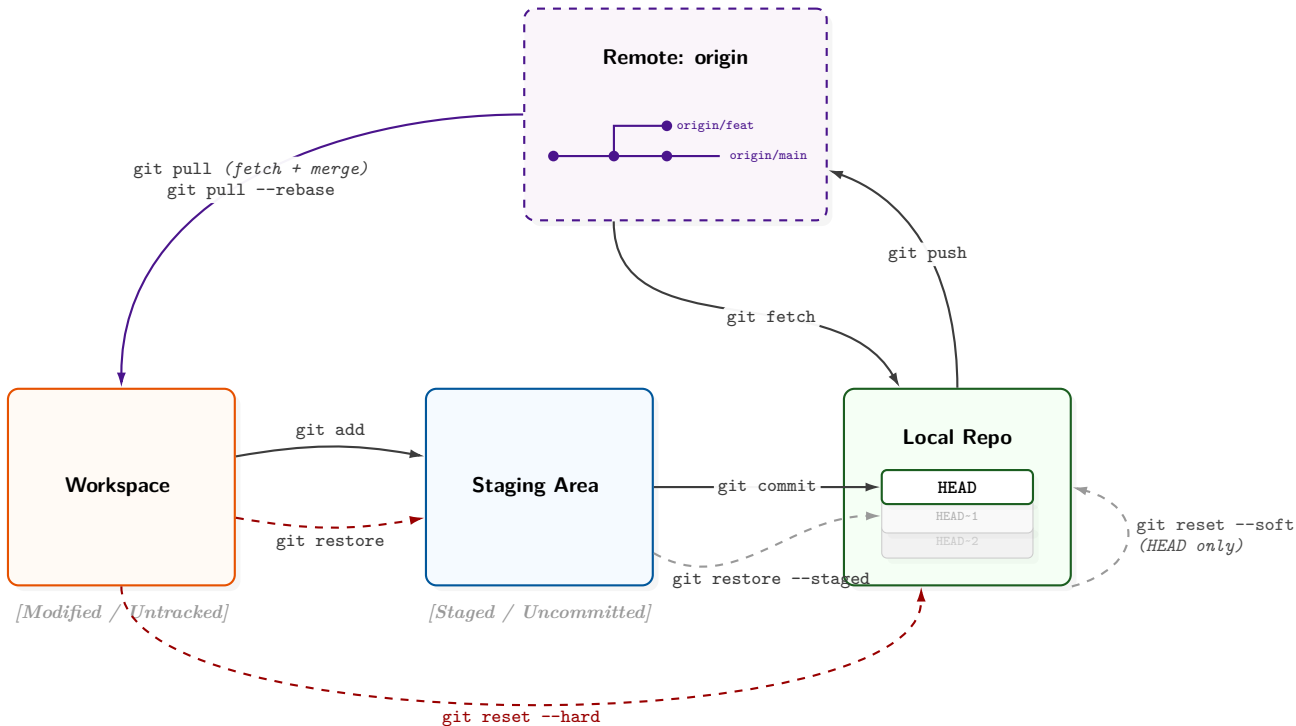 Remote: origin
origin/feat
origin/main
git pull (fetch + merge)
git pull --rebase
git push
git fetch
git add
Workspace
git restore
Staging Area
git commit
git restore --staged
Local Repo
HEAD
HEAD-1
HEAD-2
git reset --soft
(HEAD only)
[Modified / Untracked]
[Staged / Uncommitted]
git reset --hard